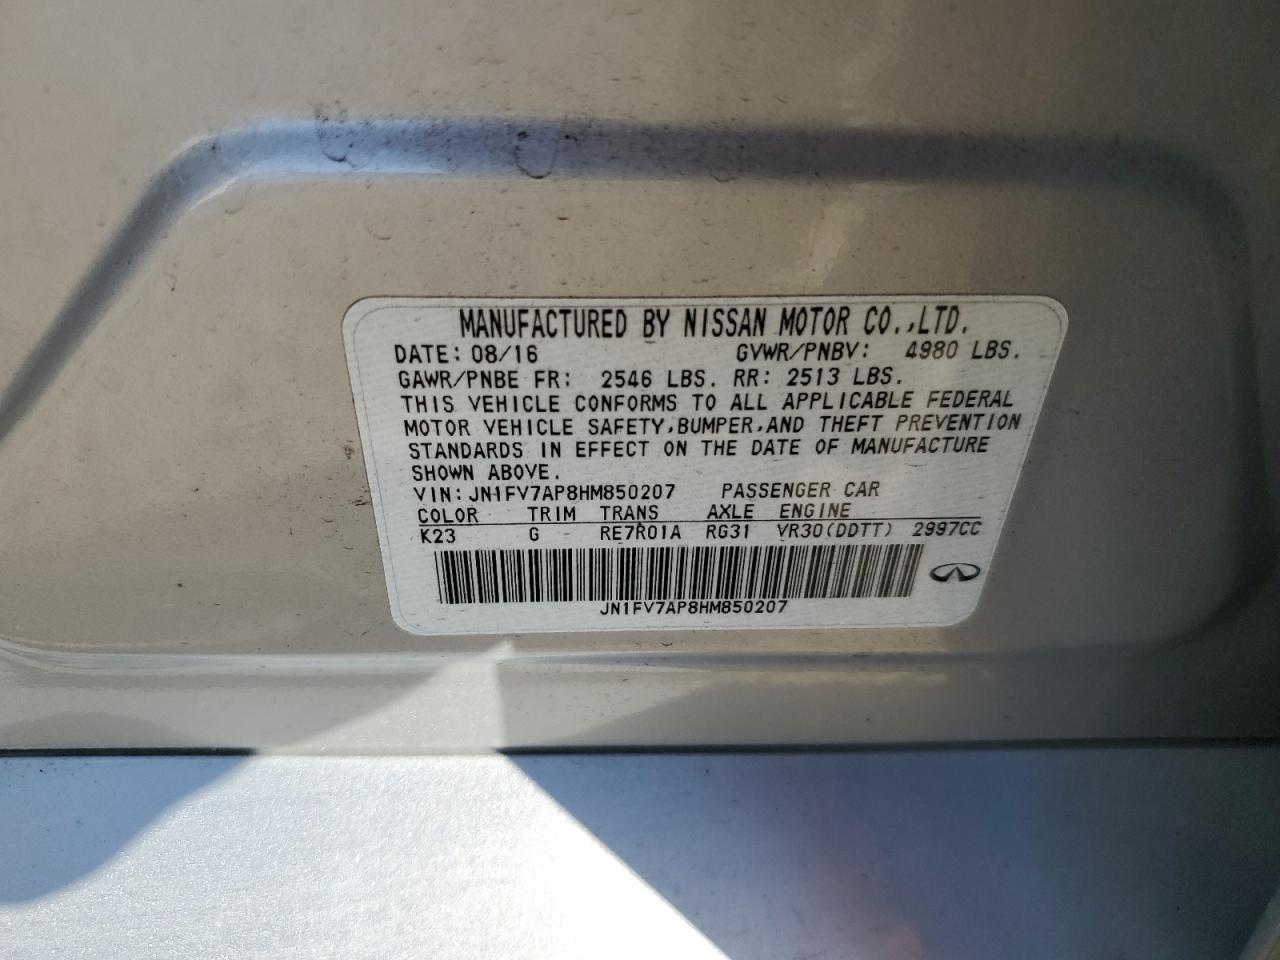 MANUFACTURED BY NISSAN MOTOR CO.,LTD.
DATE: 08/16 GVWR/PNBV: 4980 LBS.
GAWR/PNBE FR: 2546 LBS. RR: 2513 LBS.
THIS VEHICLE CONFORMS TO ALL APPLICABLE FEDERAL
MOTOR VEHICLE SAFETY,BUMPER,AND THEFT PREVENTION
STANDARDS IN EFFECT ON THE DATE OF MANUFACTURE
SHOWN ABOVE.
VIN: JN1FV7AP8HM850207 PASSENGER CAR
COLOR TRIM TRANS AXLE ENGINE
K23 G - RE7R01A RG31 VR30(DDTT) 2997CC
JN1FV7AP8HM850207